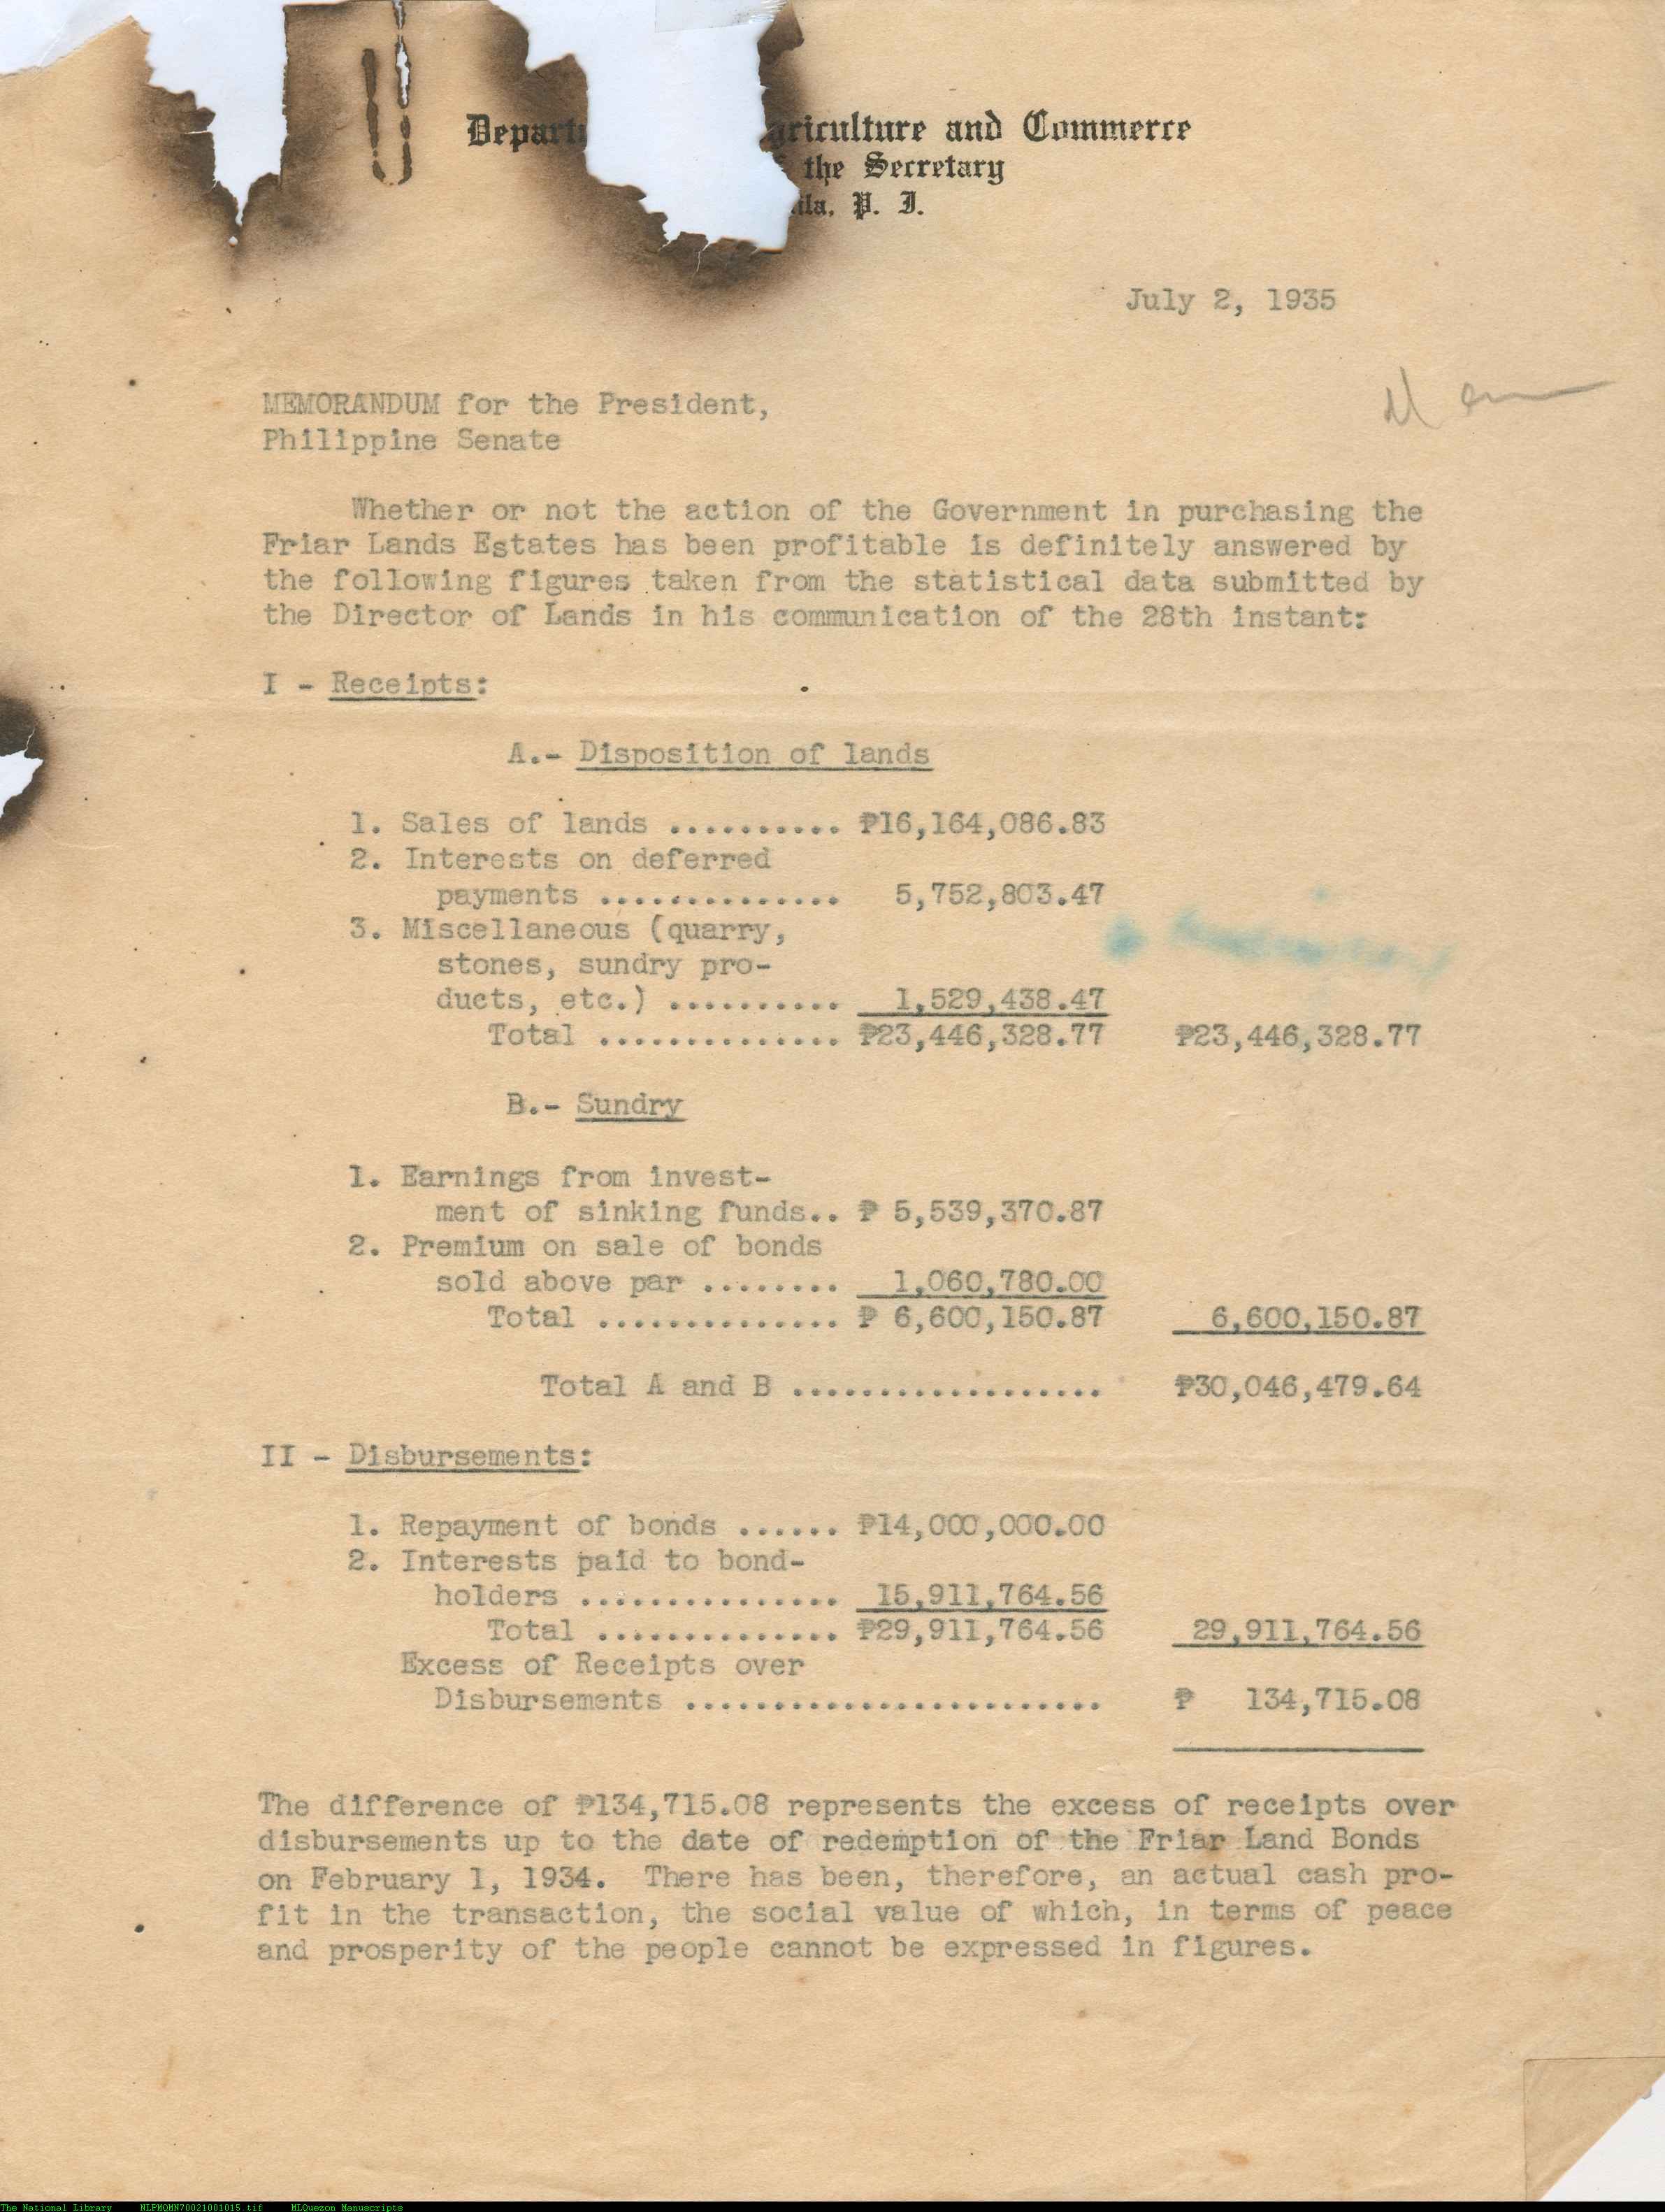 Depart griculture and Commerce
the Secretary
ila. P. I.
July 2, 1935
MEMORANDUM for the President,
Philippine Senate
Whether or not the action of the Government in purchasing the
Friar Lands Estates has been profitable is definitely answered by
the following figures taken from the statistical data submitted by
the Director of Lands in his communication of the 28th instant:
I - Receipts:
A.- Disposition of lands
1. Sales of lands .......... ₱16,164,086.83
2. Interests on deferred
payments .............. 5,752,803.47
3. Miscellaneous (quarry,
stones, sundry pro-
ducts, etc.) .......... 1,529,438.47
Total .............. ₱23,446,328.77 ₱23,446,328.77
B.- Sundry
1. Earnings from invest-
ment of sinking funds.. ₱ 5,539,370.87
2. Premium on sale of bonds
sold above par ........ 1,060,780.00
Total .............. ₱ 6,600,150.87 6,600,150.87
Total A and B .................. ₱30,046,479.64
II - Disbursements:
1. Repayment of bonds ...... ₱14,000,000.00
2. Interests paid to bond-
holders ............... 15,911,764.56
Total .............. ₱29,911,764.56 29,911,764.56
Excess of Receipts over
Disbursements ........................ ₱ 134,715.08
The difference of ₱134,715.08 represents the excess of receipts over
disbursements up to the date of redemption of the Friar Land Bonds
on February 1, 1934. There has been, therefore, an actual cash pro-
fit in the transaction, the social value of which, in terms of peace
and prosperity of the people cannot be expressed in figures.
The National Library NLPMQMN70021001015.tif MLQuezon Manuscripts